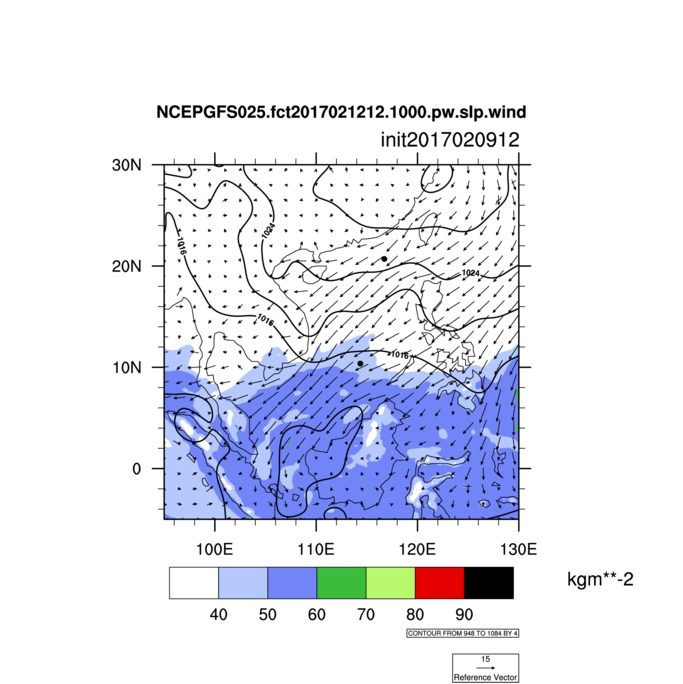 NCEPGFS025.fct2017021212.1000.pw.slp.wind
init2017020912
30N
20N
10N
0
1016
1024
1016
1024
1016
100E 110E 120E 130E
kgm**-2
40 50 60 70 80 90
CONTOUR FROM 948 TO 1084 BY 4
15
Reference Vector